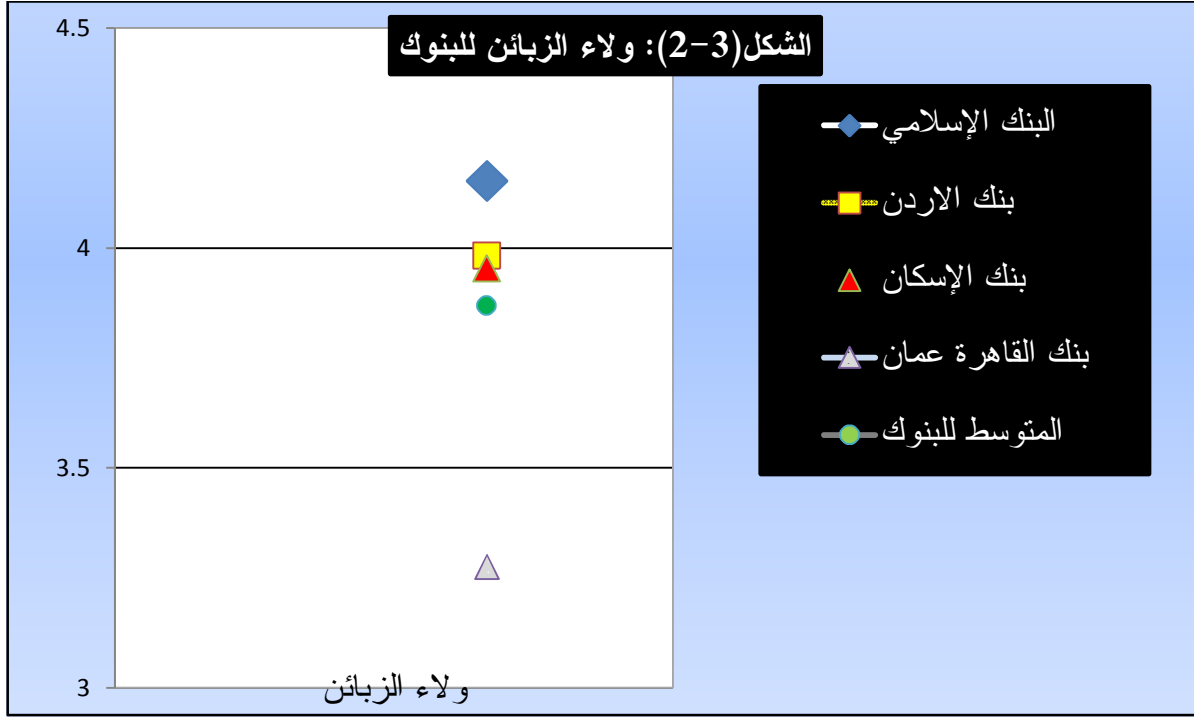 الشكل(3-2): ولاء الزبائن للبنوك
4.5
4
3.5
3
ولاء الزبائن
البنك الإسلامي
بنك الاردن
بنك الإسكان
بنك القاهرة عمان
المتوسط للبنوك